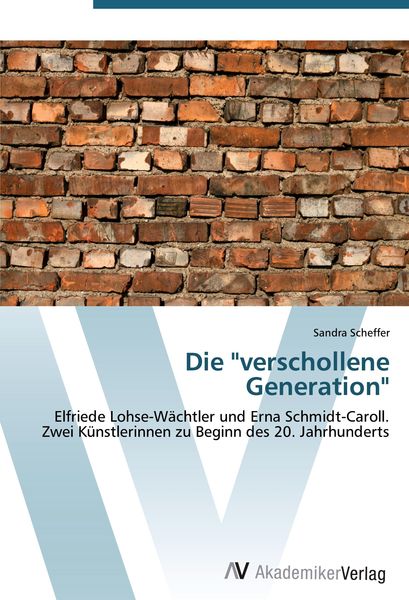 Sandra Scheffer
Die "verschollene
Generation"
Elfriede Lohse-Wächtler und Erna Schmidt-Caroll.
Zwei Künstlerinnen zu Beginn des 20. Jahrhunderts
AV AkademikerVerlag